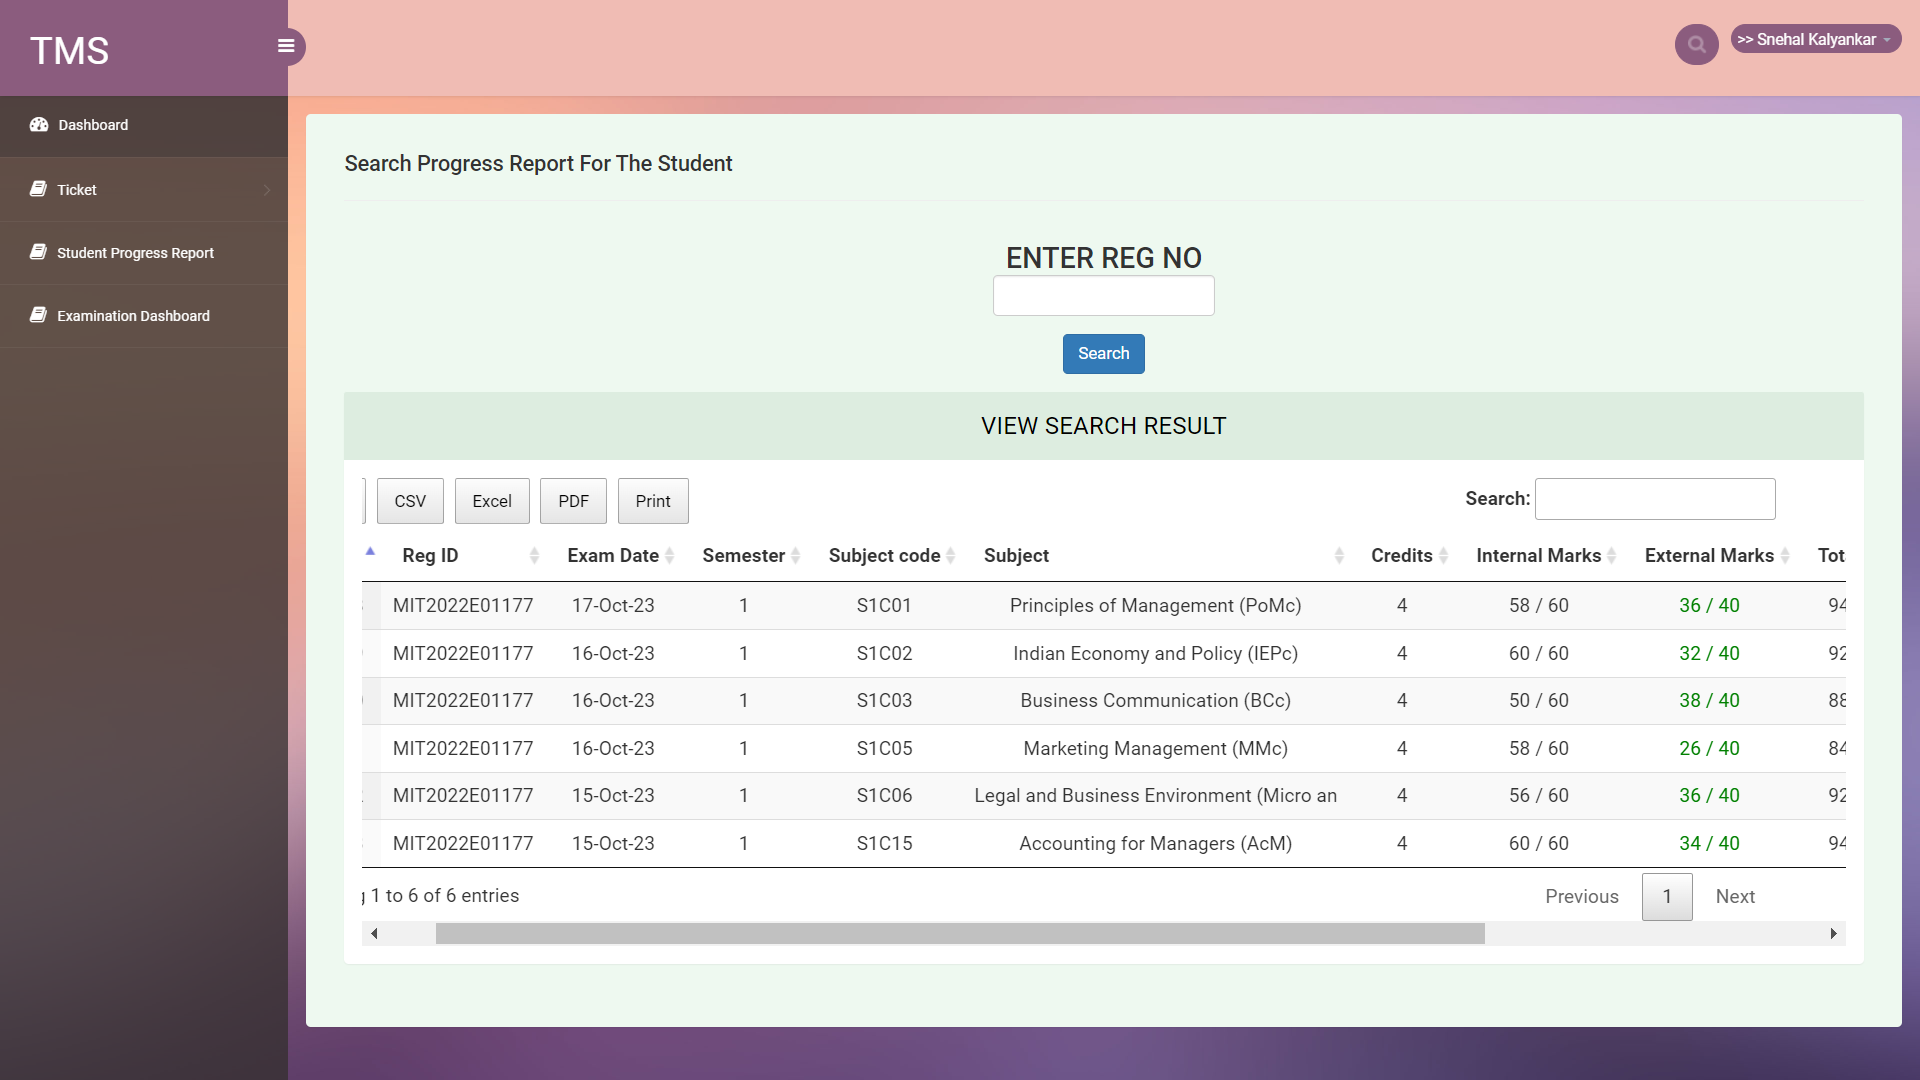 TMS
>> Snehal Kalyankar
Dashboard
Ticket
Student Progress Report
Examination Dashboard
Search Progress Report For The Student
ENTER REG NO
Search
VIEW SEARCH RESULT
CSV Excel PDF Print Search:
Reg ID Exam Date Semester Subject code Subject Credits Internal Marks External Marks Tot
MIT2022E01177 17-Oct-23 1 S1C01 Principles of Management (PoMc) 4 58 / 60 36 / 40 94
MIT2022E01177 16-Oct-23 1 S1C02 Indian Economy and Policy (IEPc) 4 60 / 60 32 / 40 92
MIT2022E01177 16-Oct-23 1 S1C03 Business Communication (BCc) 4 50 / 60 38 / 40 88
MIT2022E01177 16-Oct-23 1 S1C05 Marketing Management (MMc) 4 58 / 60 26 / 40 84
MIT2022E01177 15-Oct-23 1 S1C06 Legal and Business Environment (Micro an 4 56 / 60 36 / 40 92
MIT2022E01177 15-Oct-23 1 S1C15 Accounting for Managers (AcM) 4 60 / 60 34 / 40 94
g 1 to 6 of 6 entries Previous 1 Next